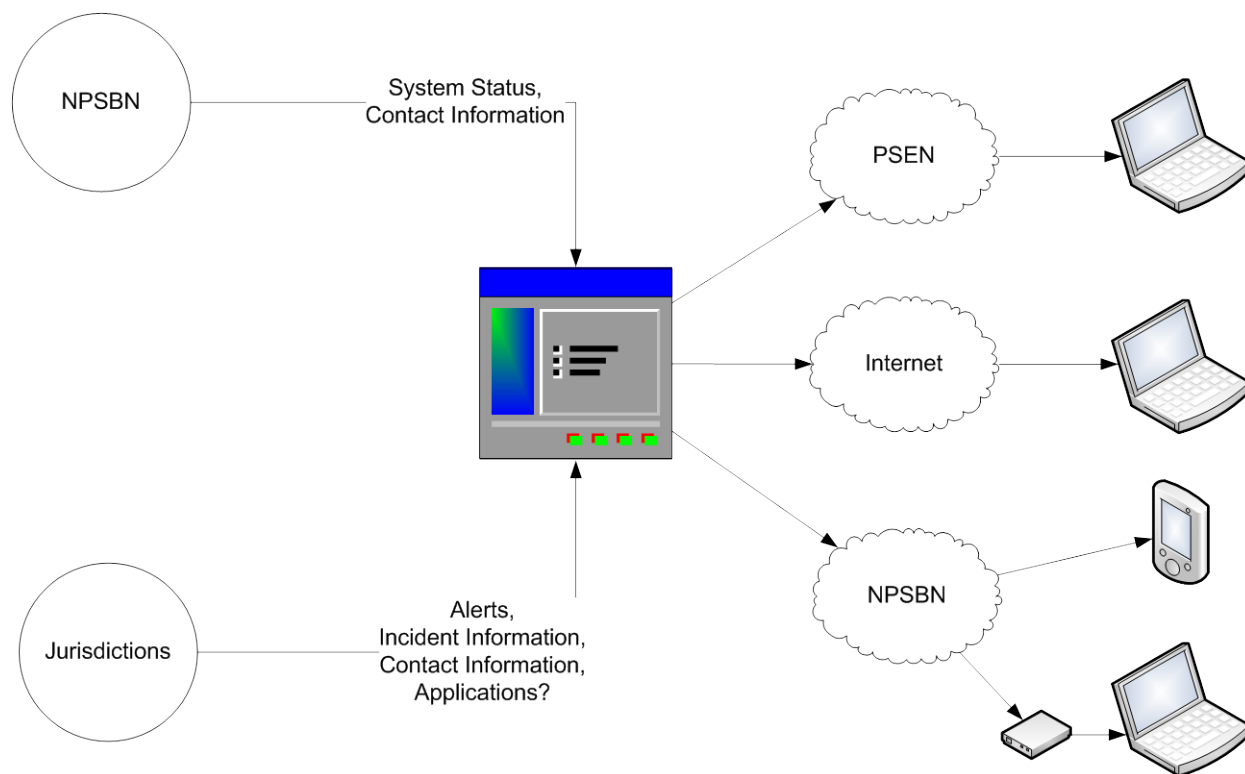 NPSBN
System Status,
Contact Information
PSEN
Internet
NPSBN
Jurisdictions
Alerts,
Incident Information,
Contact Information,
Applications?